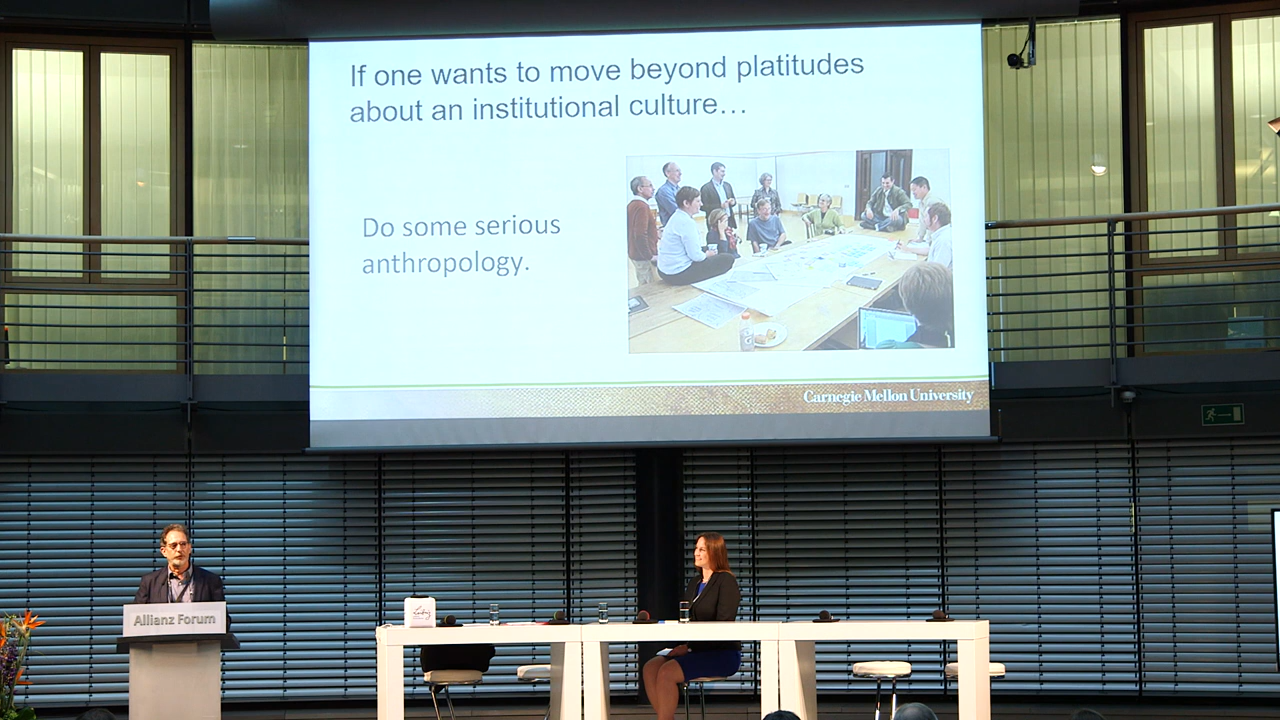 If one wants to move beyond platitudes
about an institutional culture…
Do some serious
anthropology.
Carnegie Mellon University
Allianz Forum